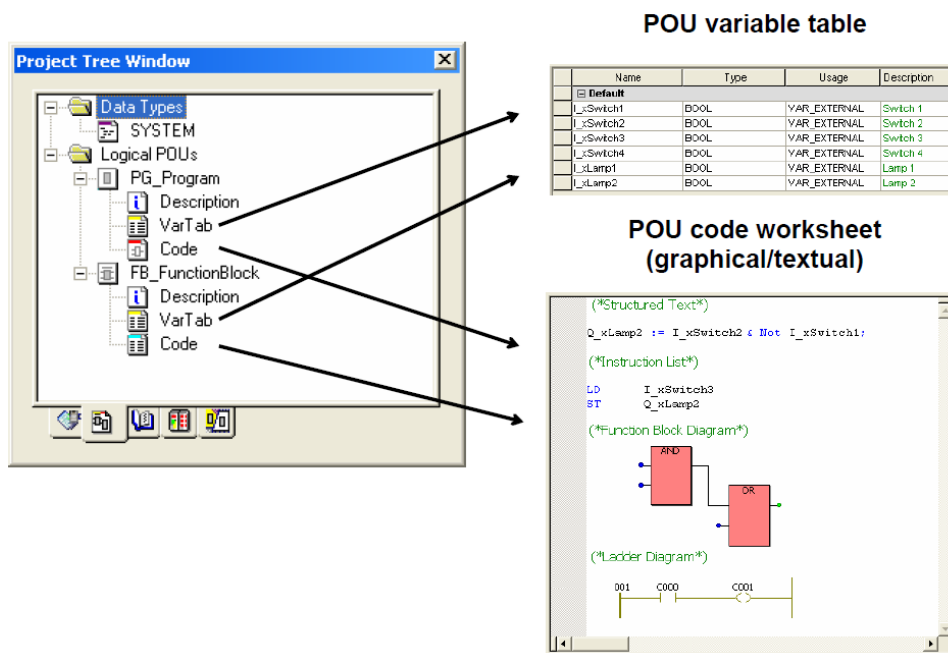 POU variable table
Project Tree Window
Data Types
SYSTEM
Logical POUs
PG_Program
Description
VarTab
Code
FB_FunctionBlock
Description
VarTab
Code
Name Type Usage Description
Default
I_xSwitch1 BOOL VAR_EXTERNAL Switch 1
I_xSwitch2 BOOL VAR_EXTERNAL Switch 2
I_xSwitch3 BOOL VAR_EXTERNAL Switch 3
I_xSwitch4 BOOL VAR_EXTERNAL Switch 4
I_xLamp1 BOOL VAR_EXTERNAL Lamp 1
I_xLamp2 BOOL VAR_EXTERNAL Lamp 2
POU code worksheet
(graphical/textual)
(*Structured Text*)
Q_xLamp2 := I_xSwitch2 & Not I_xSwitch1;
(*Instruction List*)
LD I_xSwitch3
ST Q_xLamp2
(*Function Block Diagram*)
AND
OR
(*Ladder Diagram*)
001 C000 C001